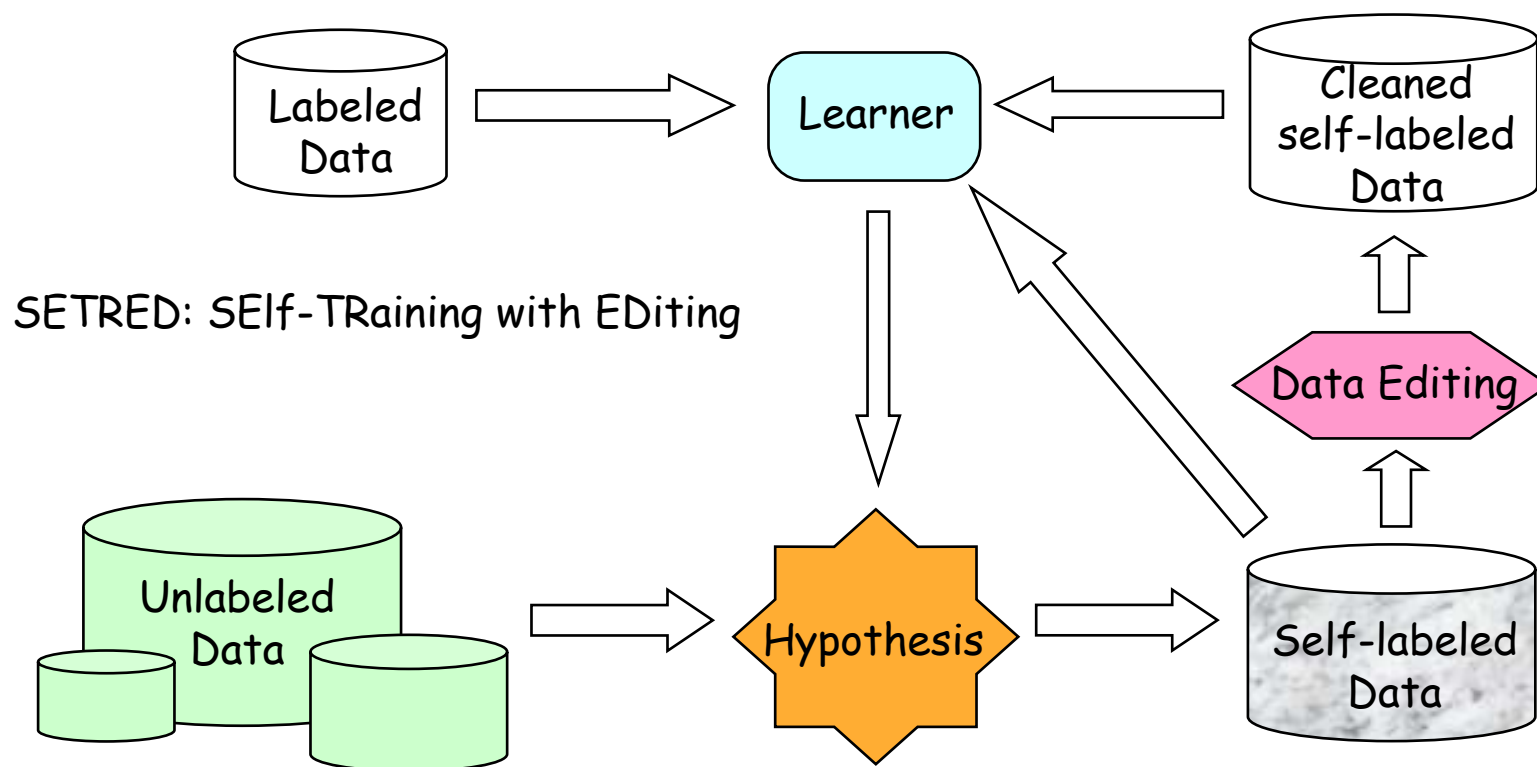 Labeled
Data
Learner
Cleaned
self-labeled
Data
SETRED: SElf-TRaining with EDiting
Data Editing
Unlabeled
Data
Hypothesis
Self-labeled
Data